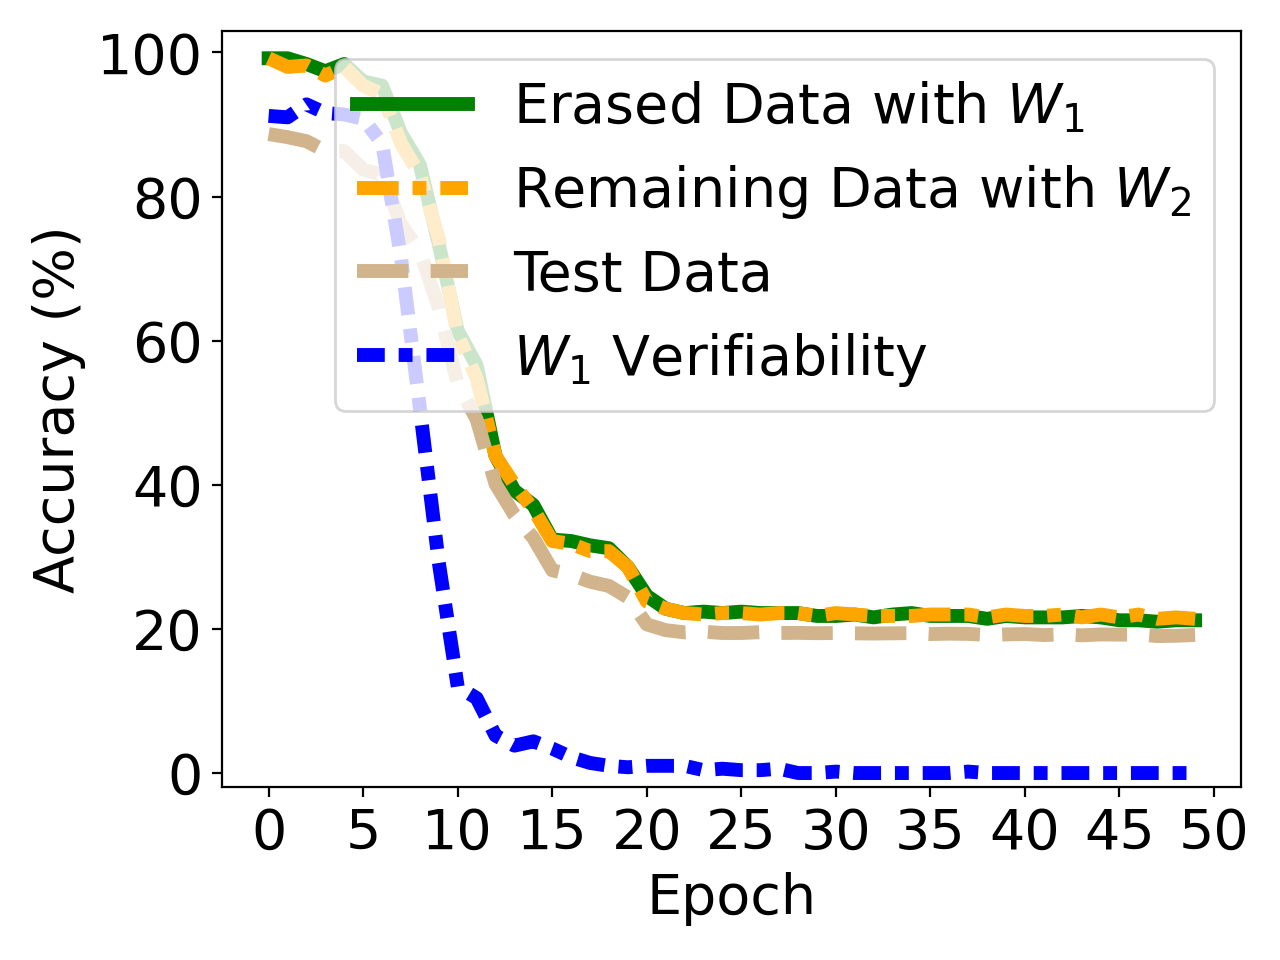 100
80
60
40
20
0
Accuracy (%)
Erased Data with W₁
Remaining Data with W₂
Test Data
W₁ Verifiability
0 5 10 15 20 25 30 35 40 45 50
Epoch